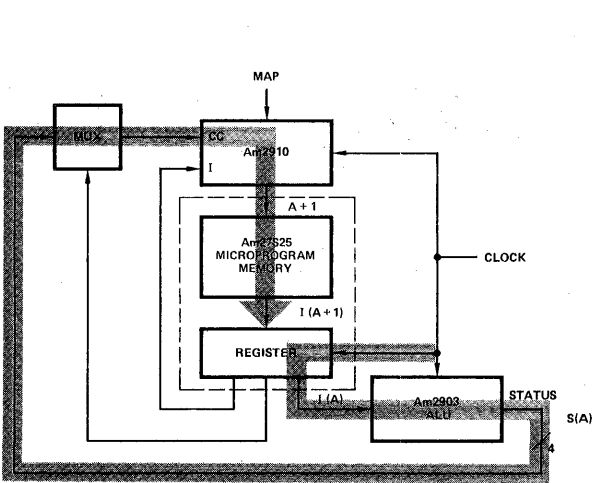 MAP
MUX
CC
Am2910
I
A + 1
Am27S25
MICROPROGRAM
MEMORY
CLOCK
I (A + 1)
REGISTER
I (A)
Am2903
ALU
STATUS
S(A)
4